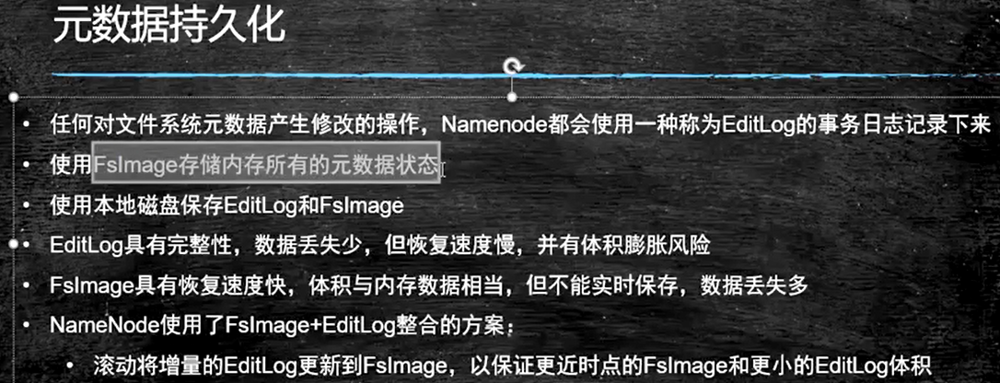 元数据持久化
• 任何对文件系统元数据产生修改的操作，Namenode都会使用一种称为EditLog的事务日志记录下来
• 使用FsImage存储内存所有的元数据状态
• 使用本地磁盘保存EditLog和FsImage
• EditLog具有完整性，数据丢失少，但恢复速度慢，并有体积膨胀风险
• FsImage具有恢复速度快，体积与内存数据相当，但不能实时保存，数据丢失多
• NameNode使用了FsImage+EditLog整合的方案：
• 滚动将增量的EditLog更新到FsImage，以保证更近时点的FsImage和更小的EditLog体积